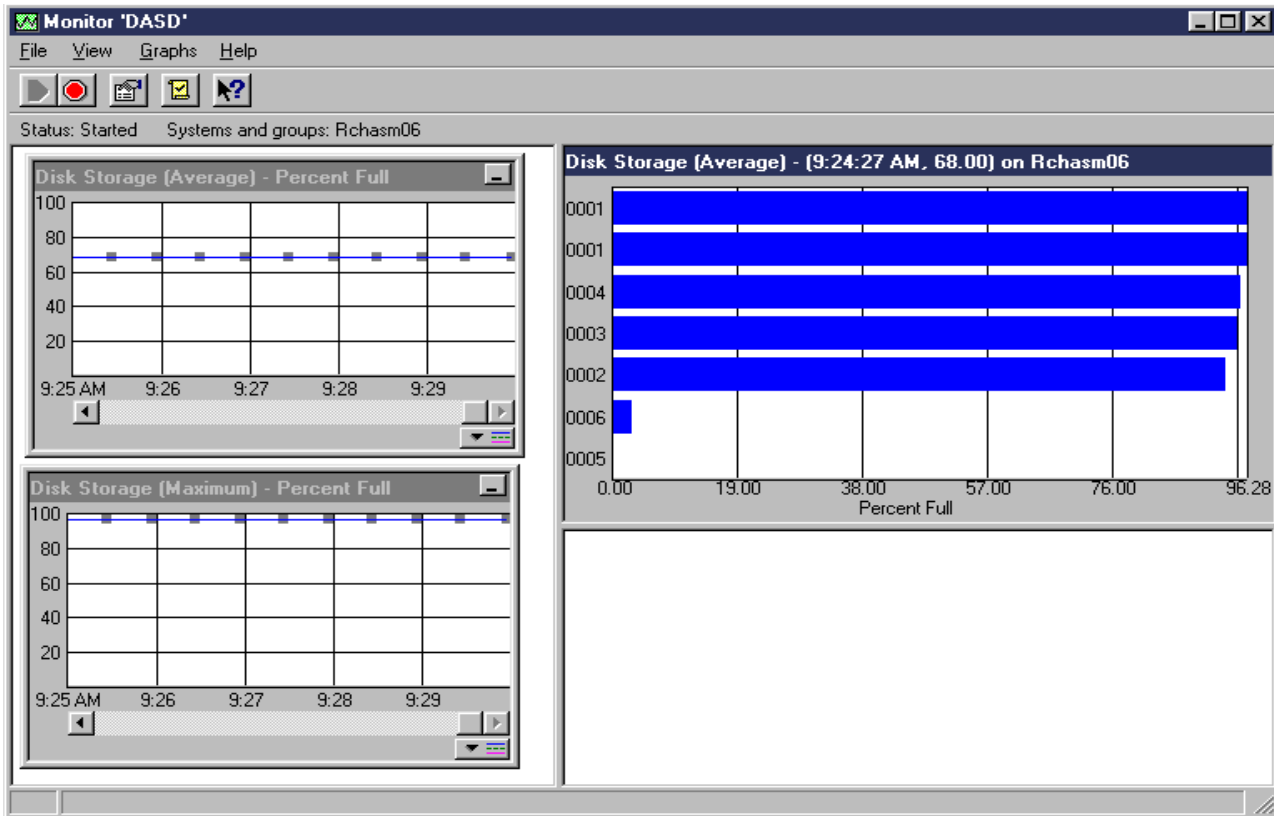 Monitor 'DASD'
File View Graphs Help
Status: Started Systems and groups: Rchasm06
Disk Storage (Average) - Percent Full
100
80
60
40
20
9:25 AM 9:26 9:27 9:28 9:29
Disk Storage (Maximum) - Percent Full
100
80
60
40
20
9:25 AM 9:26 9:27 9:28 9:29
Disk Storage (Average) - (9:24:27 AM, 68.00) on Rchasm06
0001
0001
0004
0003
0002
0006
0005
0.00 19.00 38.00 57.00 76.00 96.28
Percent Full